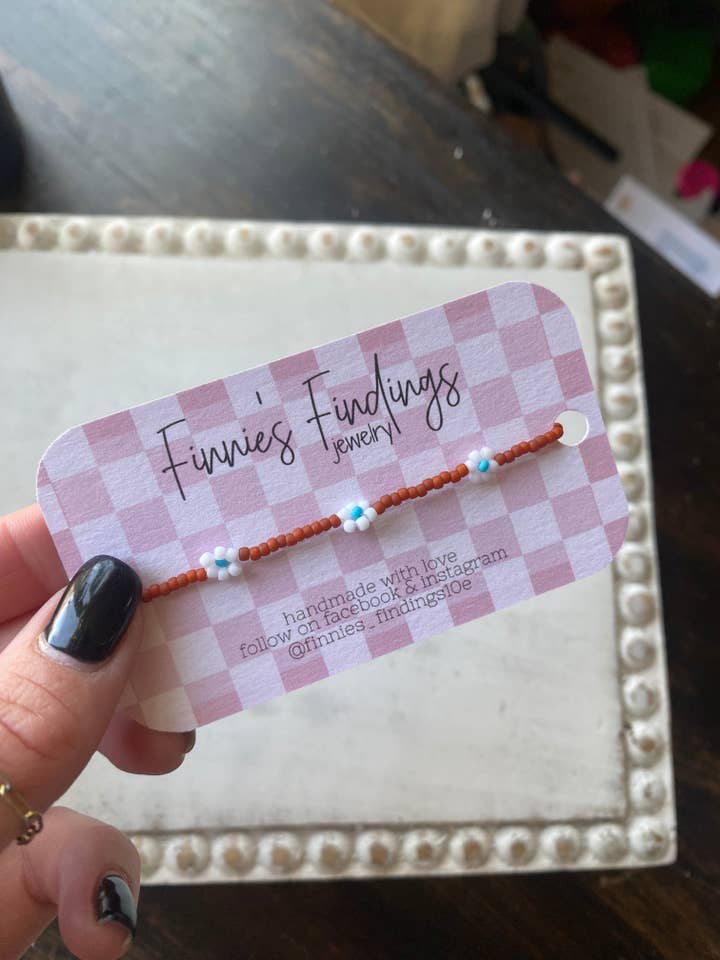 Finnie's Findings
jewelry
handmade with love
follow on facebook & instagram
@finnies_findings10e